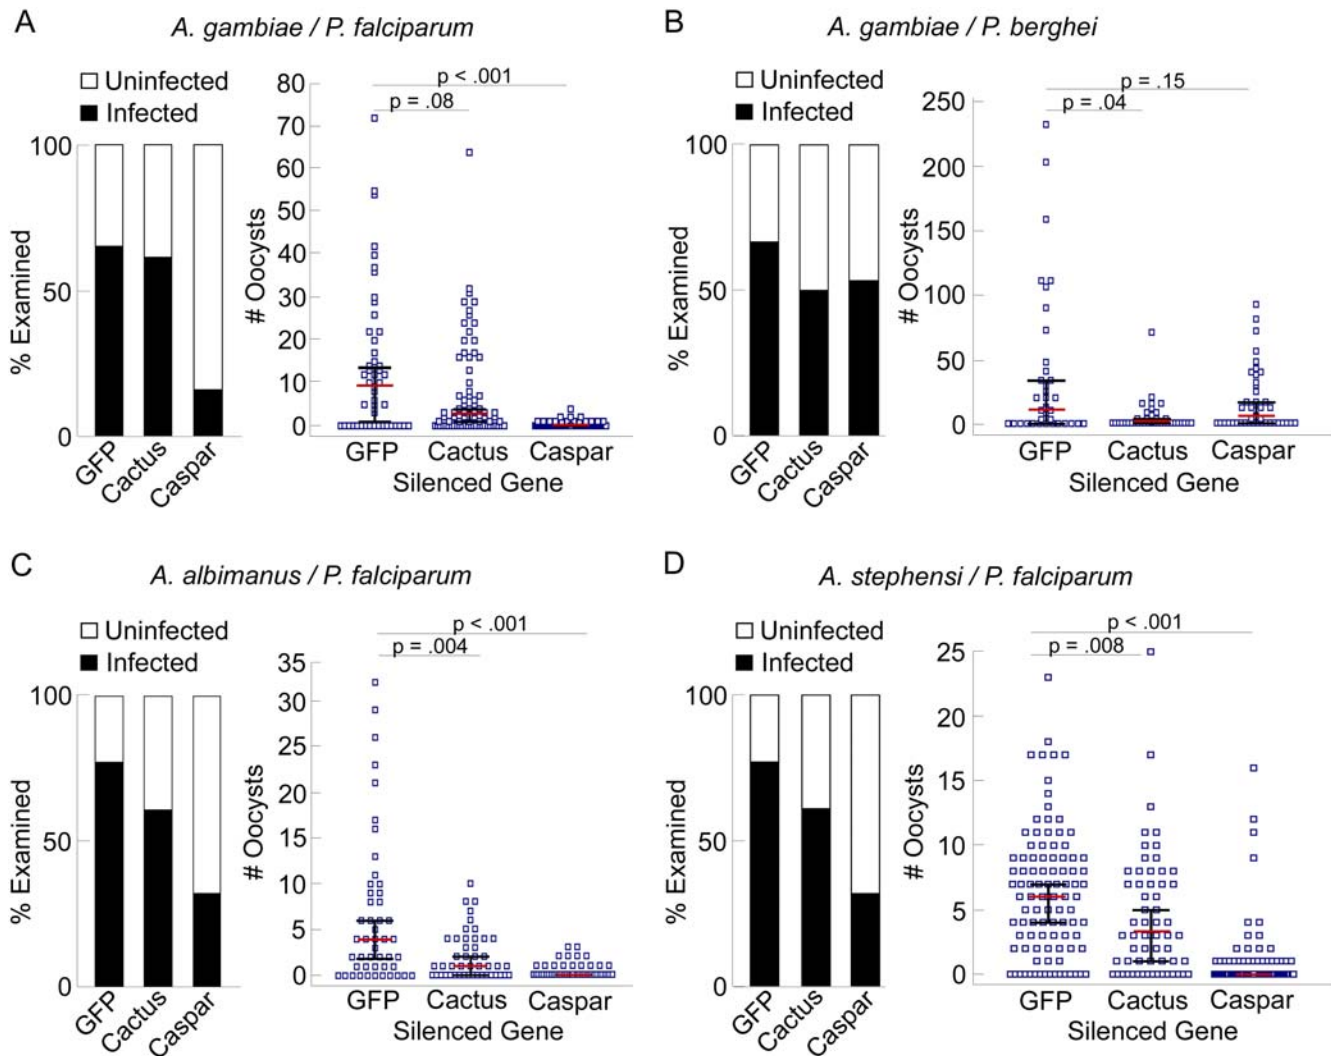 A
A. gambiae / P. falciparum
Uninfected
Infected
% Examined
100
50
0
GFP
Cactus
Caspar
# Oocysts
80
70
60
50
40
30
20
10
0
p < .001
p = .08
GFP Cactus Caspar
Silenced Gene
B
A. gambiae / P. berghei
Uninfected
Infected
% Examined
100
50
0
GFP
Cactus
Caspar
# Oocysts
250
200
150
100
50
0
p = .15
p = .04
GFP Cactus Caspar
Silenced Gene
C
A. albimanus / P. falciparum
Uninfected
Infected
% Examined
100
50
0
GFP
Cactus
Caspar
# Oocysts
35
30
25
20
15
10
5
0
p < .001
p = .004
GFP Cactus Caspar
Silenced Gene
D
A. stephensi / P. falciparum
Uninfected
Infected
% Examined
100
50
0
GFP
Cactus
Caspar
# Oocysts
25
20
15
10
5
0
p < .001
p = .008
GFP Cactus Caspar
Silenced Gene